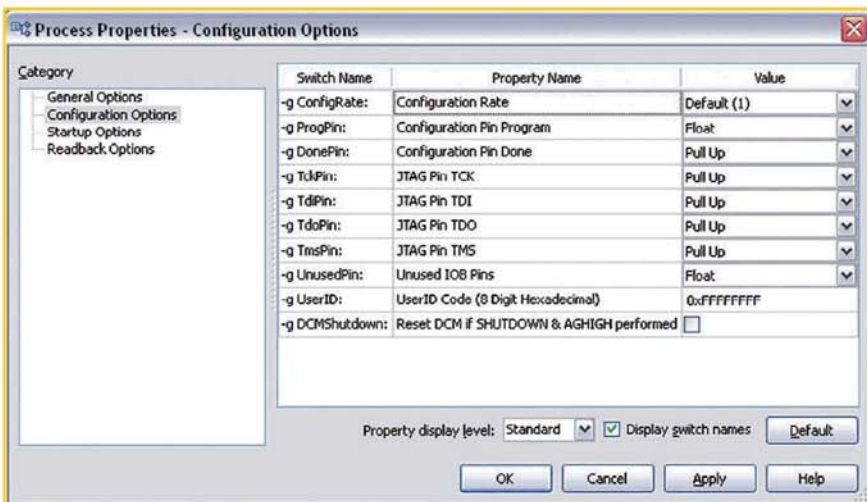 Process Properties - Configuration Options
Category
General Options
Configuration Options
Startup Options
Readback Options
Switch Name Property Name Value
-g ConfigRate: Configuration Rate Default (1)
-g ProgPin: Configuration Pin Program Float
-g DonePin: Configuration Pin Done Pull Up
-g TckPin: JTAG Pin TCK Pull Up
-g TdiPin: JTAG Pin TDI Pull Up
-g TdoPin: JTAG Pin TDO Pull Up
-g TmsPin: JTAG Pin TMS Pull Up
-g UnusedPin: Unused IOB Pins Float
-g UserID: UserID Code (8 Digit Hexadecimal) 0xFFFFFFFF
-g DCMShutdown: Reset DCM if SHUTDOWN & AGHIGH performed
Property display level: Standard Display switch names Default
OK Cancel Apply Help